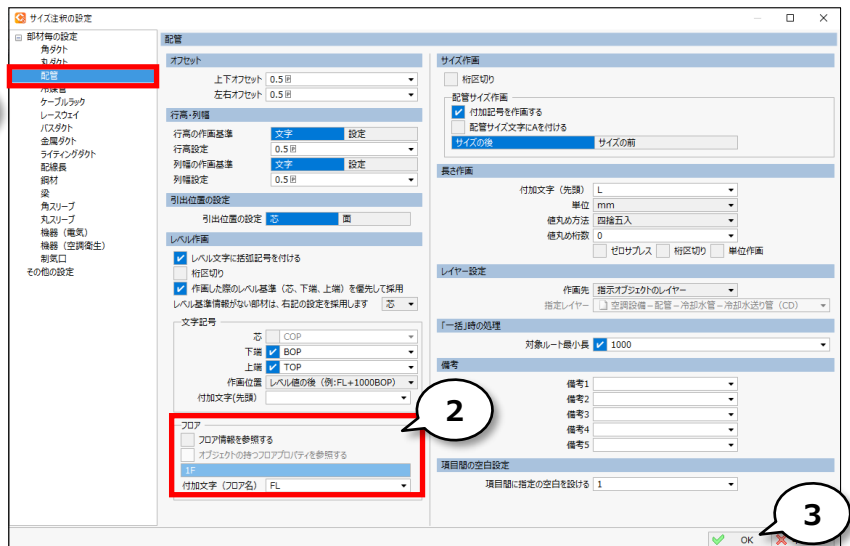 サイズ注釈の設定
部材毎の設定
角ダクト
丸ダクト
配管
冷媒管
ケーブルラック
レースウェイ
バスダクト
金属ダクト
ライティングダクト
配線長
鋼材
梁
角スリーブ
丸スリーブ
機器（電気）
機器（空調衛生）
制気口
その他の設定
配管
オフセット
上下オフセット 0.5
左右オフセット 0.5
行高・列幅
行高の作画基準 文字 設定
行高設定 0.5
列幅の作画基準 文字 設定
列幅設定 0.5
引出位置の設定
引出位置の設定 芯 面
レベル作画
レベル文字に括弧記号を付ける
桁区切り
作画した際のレベル基準（芯、下端、上端）を優先して採用
レベル基準情報がない部材は、右記の設定を採用します 芯
文字記号
芯 COP
下端 BOP
上端 TOP
作画位置 レベル値の後（例:FL+1000BOP）
付加文字(先頭)
フロア
フロア情報を参照する
オブジェクトの持つフロアプロパティを参照する
1F
付加文字（フロア名） FL
2
サイズ作画
桁区切り
配管サイズ作画
付加記号を作画する
配管サイズ文字にAを付ける
サイズの後 サイズの前
長さ作画
付加文字（先頭） L
単位 mm
値丸め方法 四捨五入
値丸め桁数 0
ゼロサプレス 桁区切り 単位作画
レイヤー設定
作画先 指示オブジェクトのレイヤー
指定レイヤー 空調設備－配管－冷却水管－冷却水送り管（CD）
「一括」時の処理
対象ルート最小長 1000
備考
備考1
備考2
備考3
備考4
備考5
項目間の空白設定
項目間に指定の空白を設ける 1
3
OK